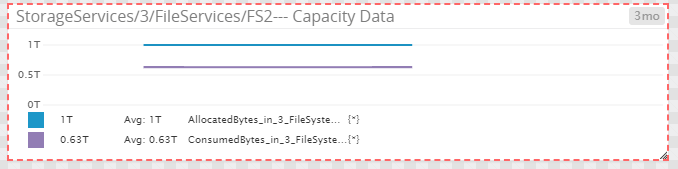 StorageServices/3/FileServices/FS2--- Capacity Data 3mo
1T
0.5T
0T
1T Avg: 1T AllocatedBytes_in_3_FileSyste... {*}
0.63T Avg: 0.63T ConsumedBytes_in_3_FileSyste... {*}